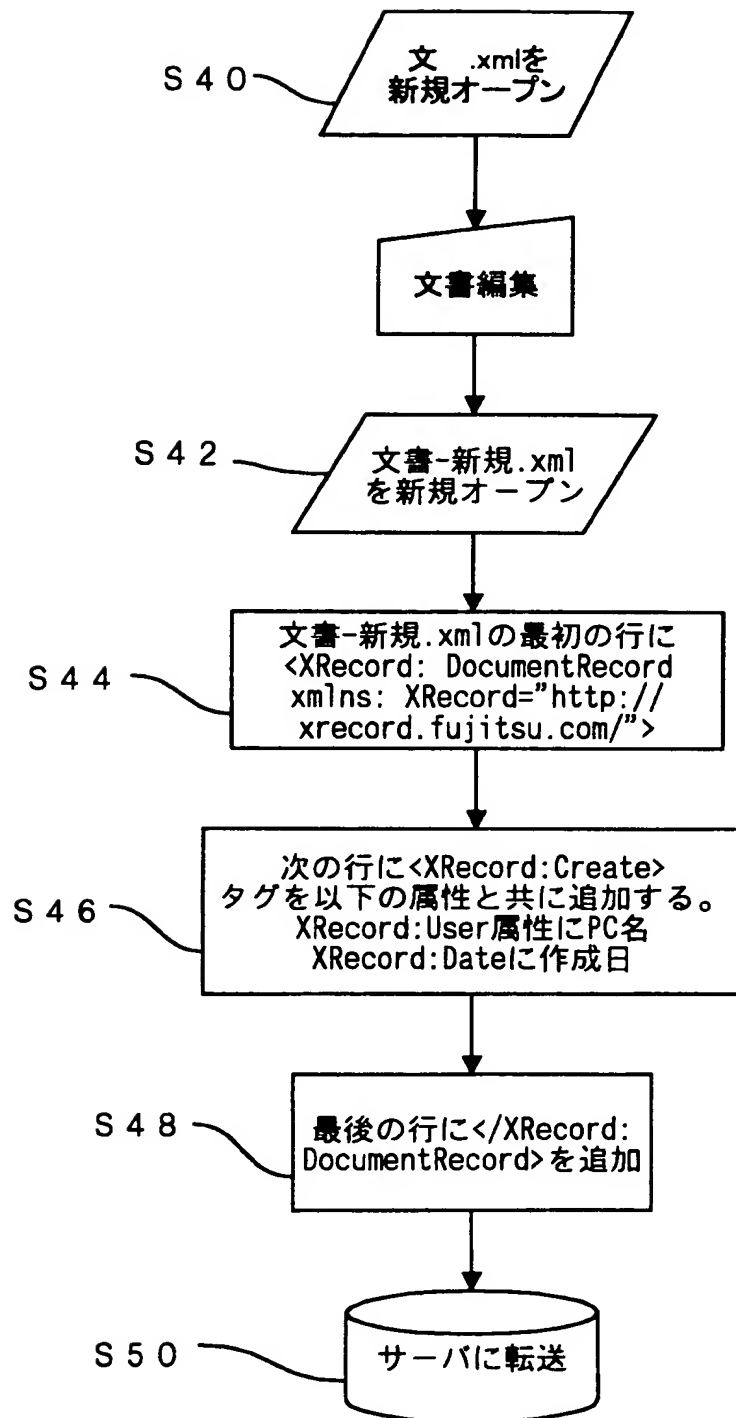 S40
文 .xmlを
新規オープン
文書編集
S42
文書-新規.xml
を新規オープン
S44
文書-新規.xmlの最初の行に
<XRecord: DocumentRecord
xmlns: XRecord=”http://
xrecord.fujitsu.com/”>
S46
次の行に<XRecord:Create>
タグを以下の属性と共に追加する。
XRecord:User属性にPC名
XRecord:Dateに作成日
S48
最後の行に</XRecord:
DocumentRecord>を追加
S50
サーバに転送